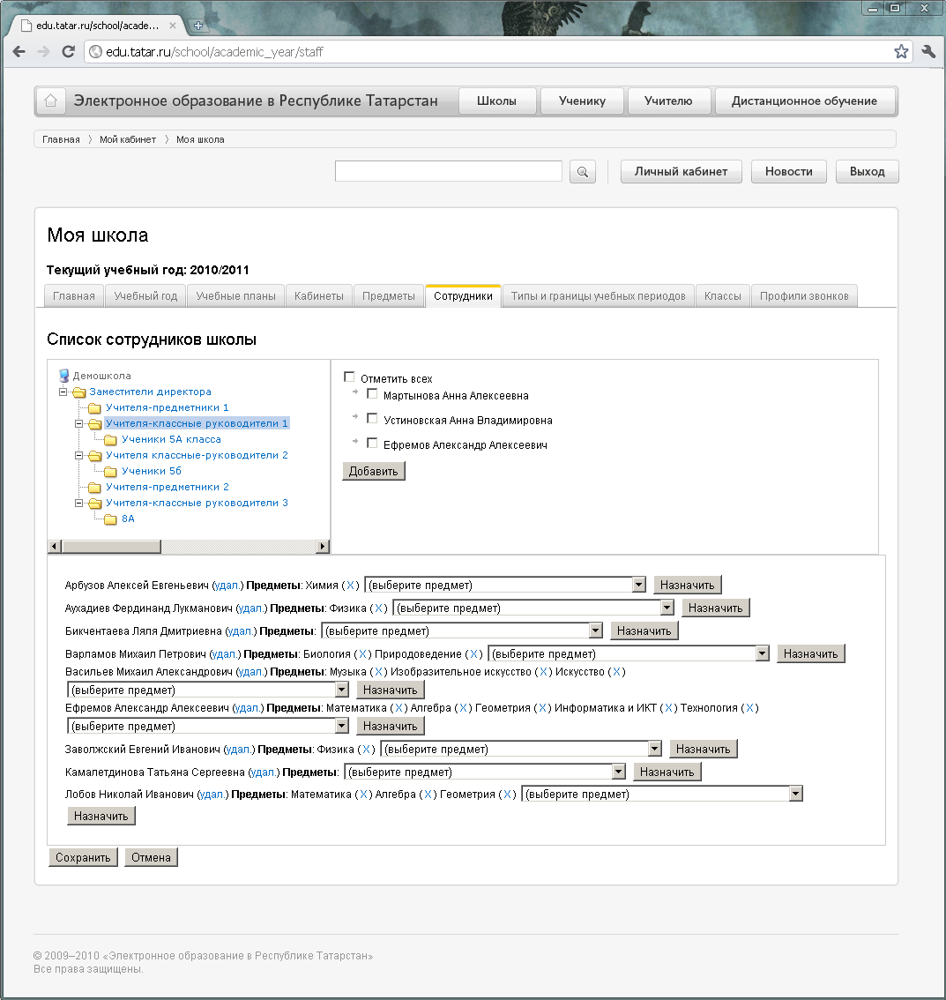 edu.tatar.ru/school/acade...
edu.tatar.ru/school/academic_year/staff
Электронное образование в Республике Татарстан Школы Ученику Учителю Дистанционное обучение
Главная 〉 Мой кабинет 〉 Моя школа
Личный кабинет Новости Выход
Моя школа
Текущий учебный год: 2010/2011
Главная Учебный год Учебные планы Кабинеты Предметы Сотрудники Типы и границы учебных периодов Классы Профили звонков
Список сотрудников школы
Демошкола
Заместители директора
Учителя-предметники 1
Учителя-классные руководители 1
Ученики 5А класса
Учителя классные-руководители 2
Ученики 5б
Учителя-предметники 2
Учителя-классные руководители 3
8А
Отметить всех
Мартынова Анна Алексеевна
Устиновская Анна Владимировна
Ефремов Александр Алексеевич
Добавить
Арбузов Алексей Евгеньевич (удал.) Предметы: Химия ( X ) (выберите предмет) Назначить
Аухадиев Фердинанд Лукманович (удал.) Предметы: Физика ( X ) (выберите предмет) Назначить
Бикчентаева Ляля Дмитриевна (удал.) Предметы: (выберите предмет) Назначить
Варламов Михаил Петрович (удал.) Предметы: Биология ( X ) Природоведение ( X ) (выберите предмет) Назначить
Васильев Михаил Александрович (удал.) Предметы: Музыка ( X ) Изобразительное искусство ( X ) Искусство ( X )
(выберите предмет) Назначить
Ефремов Александр Алексеевич (удал.) Предметы: Математика ( X ) Алгебра ( X ) Геометрия ( X ) Информатика и ИКТ ( X ) Технология ( X )
(выберите предмет) Назначить
Заволжский Евгений Иванович (удал.) Предметы: Физика ( X ) (выберите предмет) Назначить
Камалетдинова Татьяна Сергеевна (удал.) Предметы: (выберите предмет) Назначить
Лобов Николай Иванович (удал.) Предметы: Математика ( X ) Алгебра ( X ) Геометрия ( X ) (выберите предмет)
Назначить
Сохранить Отмена
© 2009–2010 «Электронное образование в Республике Татарстан»
Все права защищены.